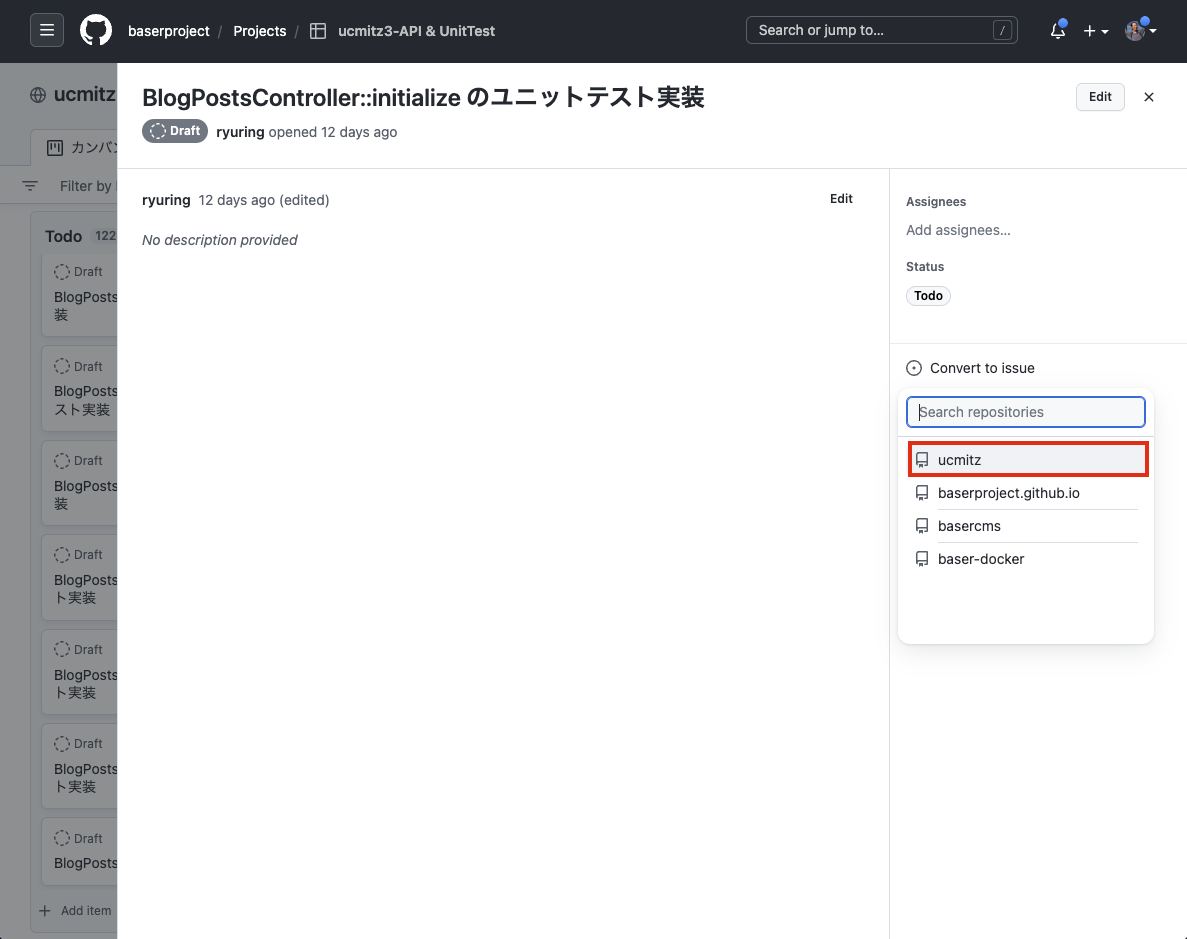 baserproject / Projects / ucmitz3-API & UnitTest
Search or jump to... /
ucmitz
カンバン
Filter by
Todo 122
Draft
BlogPosts
装
Draft
BlogPosts
スト実装
Draft
BlogPosts
装
Draft
BlogPosts
ト実装
Draft
BlogPosts
ト実装
Draft
BlogPosts
ト実装
Draft
BlogPosts
Add item
BlogPostsController::initialize のユニットテスト実装
Edit
Draft ryuring opened 12 days ago
ryuring 12 days ago (edited)
Edit
No description provided
Assignees
Add assignees...
Status
Todo
Convert to issue
Search repositories
ucmitz
baserproject.github.io
basercms
baser-docker